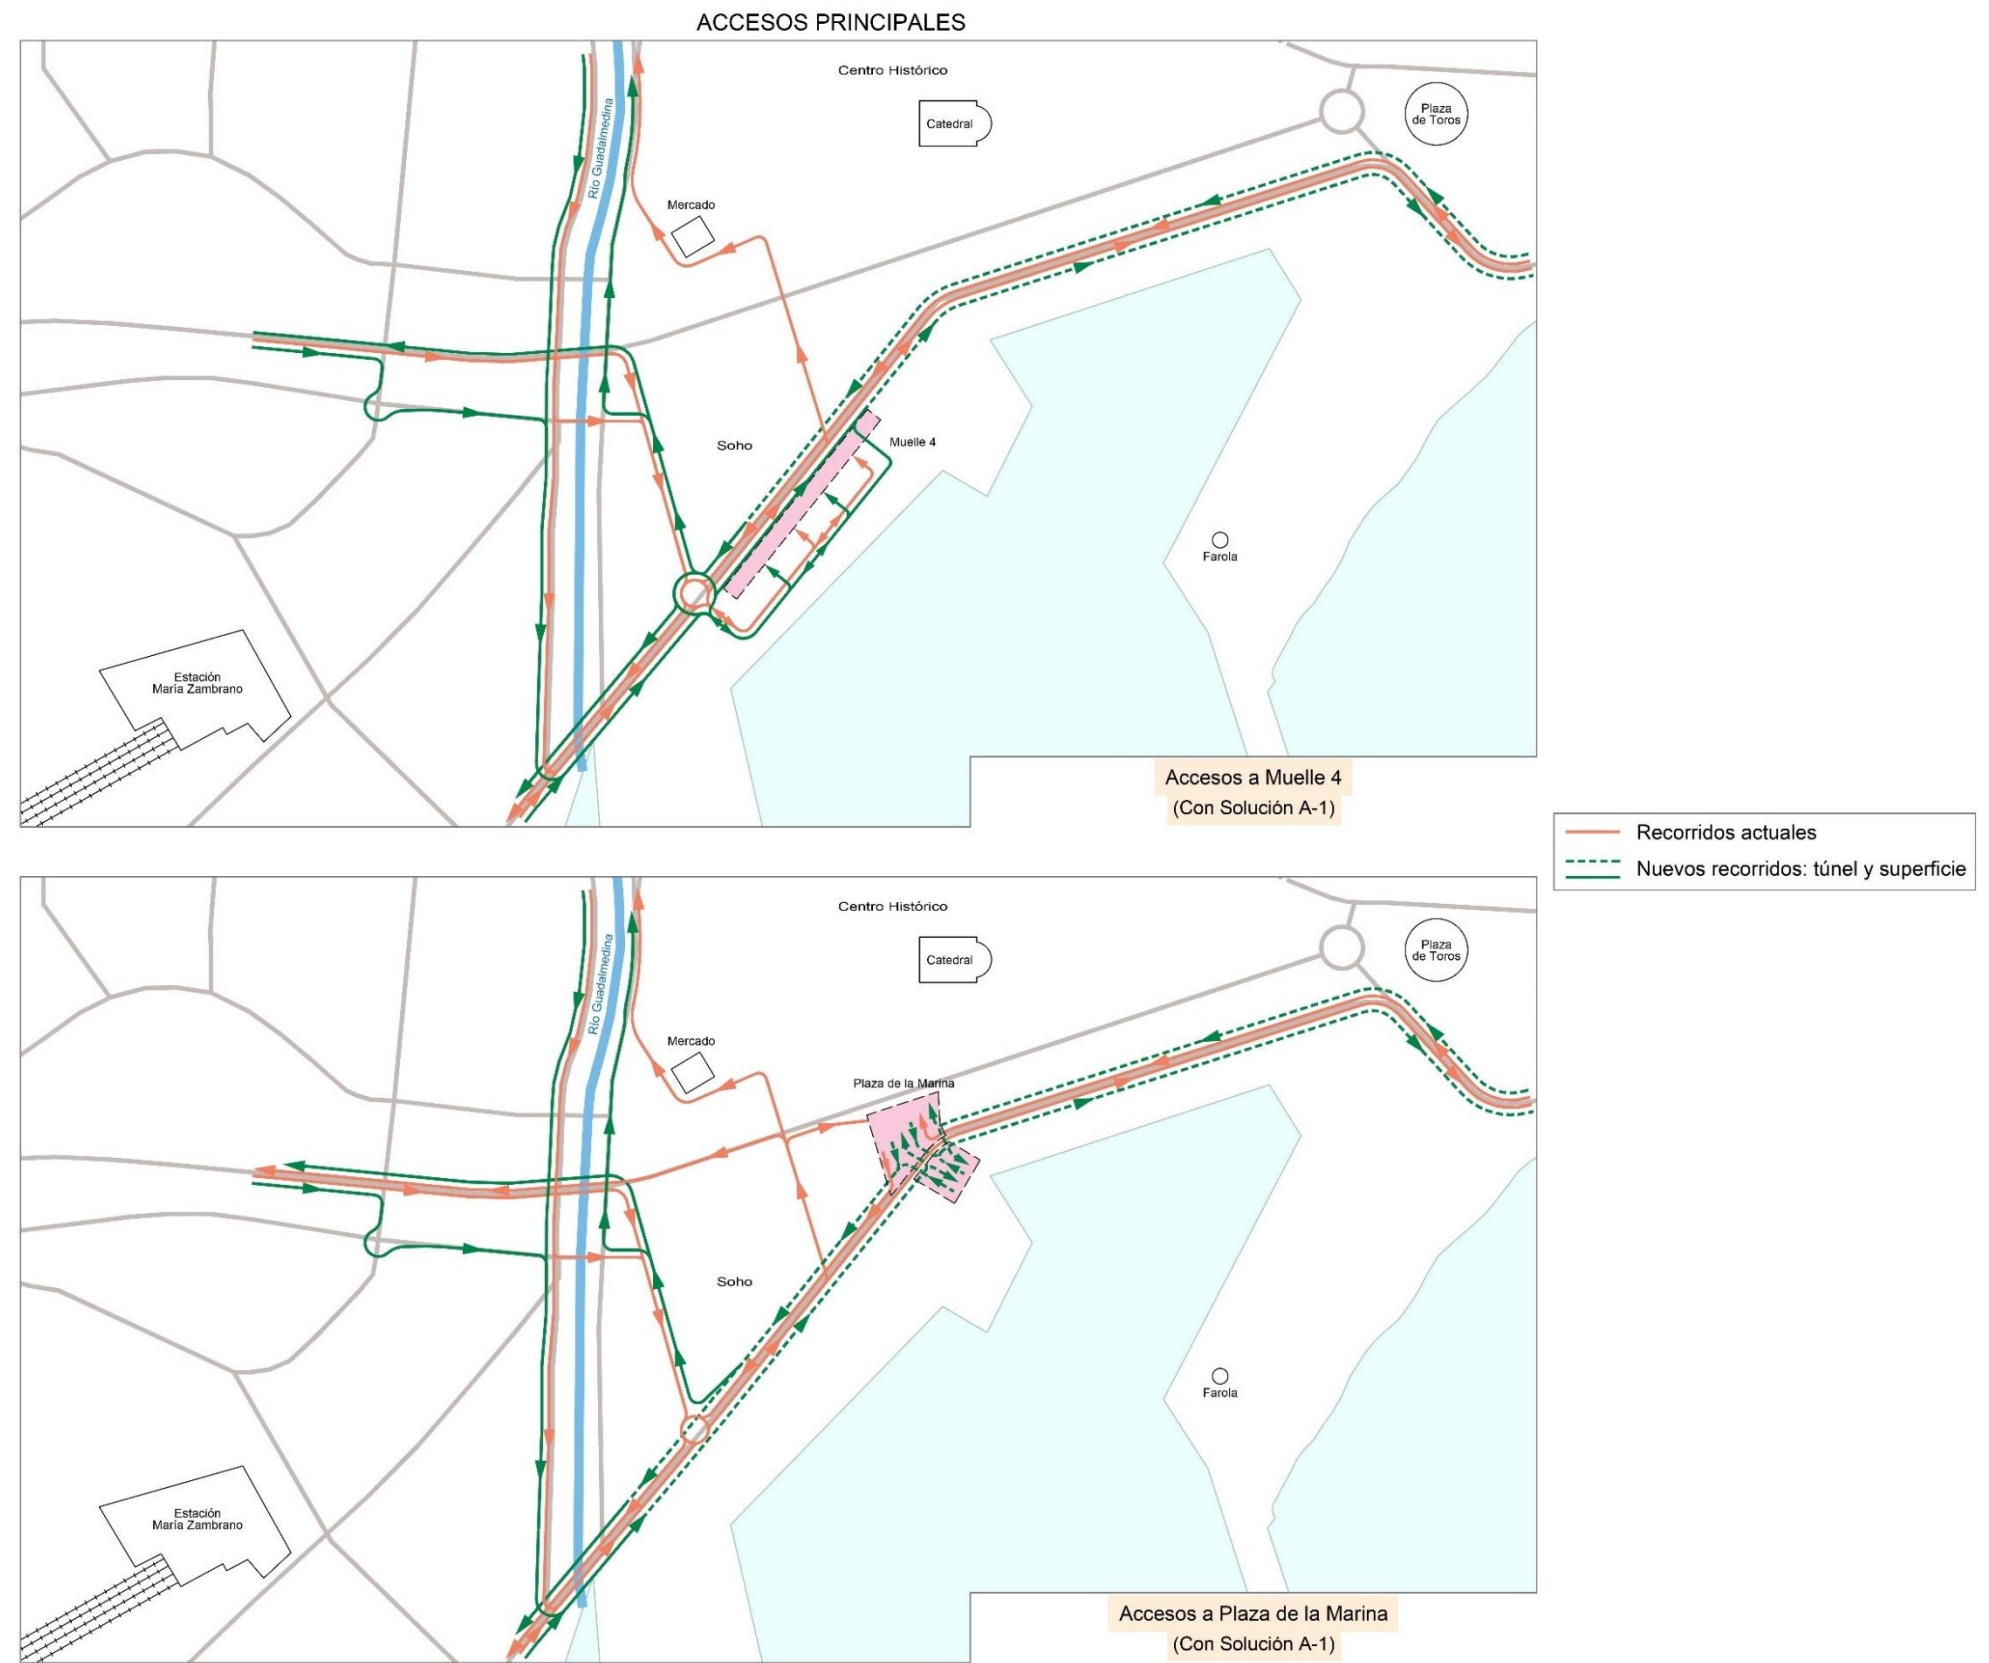 ACCESOS PRINCIPALES
Centro Histórico
Catedral
Plaza
de Toros
Río Guadalmedina
Mercado
Soho
Muelle 4
Farola
Estación
María Zambrano
Accesos a Muelle 4
(Con Solución A-1)
Recorridos actuales
Nuevos recorridos: túnel y superficie
Centro Histórico
Catedral
Plaza
de Toros
Río Guadalmedina
Mercado
Plaza de la Marina
Soho
Farola
Estación
María Zambrano
Accesos a Plaza de la Marina
(Con Solución A-1)